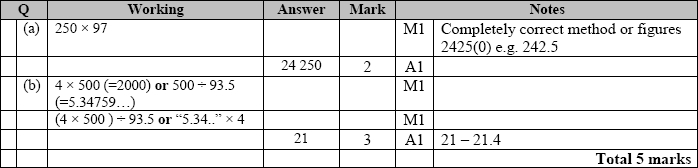 Q Working Answer Mark Notes
(a) 250 × 97 M1 Completely correct method or figures
2425(0) e.g. 242.5
24 250 2 A1
(b) 4 × 500 (=2000) or 500 ÷ 93.5 M1
(=5.34759…)
(4 × 500 ) ÷ 93.5 or “5.34..” × 4 M1
21 3 A1 21 – 21.4
Total 5 marks